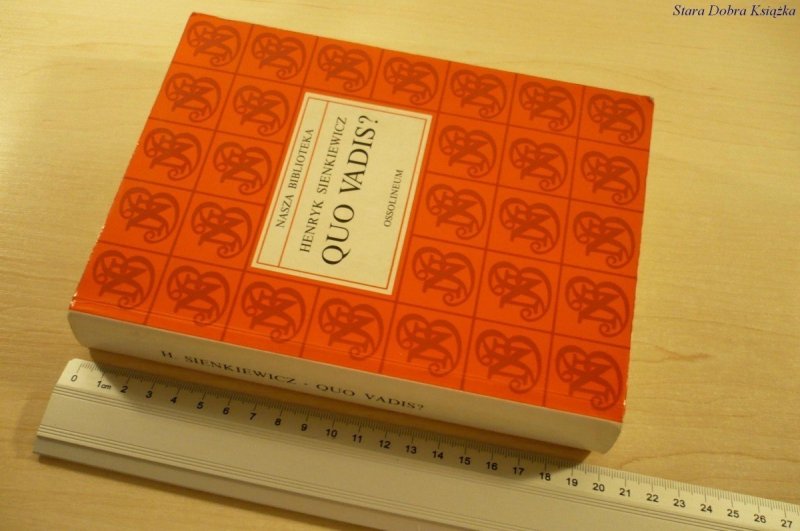 Stara Dobra Książka
NASZA BIBLIOTEKA
HENRYK SIENKIEWICZ
QUO VADIS?
OSSOLINEUM
H. SIENKIEWICZ - QUO VADIS?
0 1cm 2 3 4 5 6 7 8 9 10 11 12 13 14 15 16 17 18 19 20 21 22 23 24 25 26 27